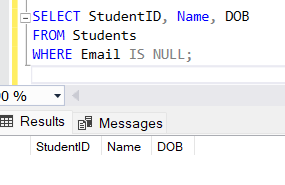 SELECT StudentID, Name, DOB
FROM Students
WHERE Email IS NULL;
0 %
Results Messages
StudentID Name DOB